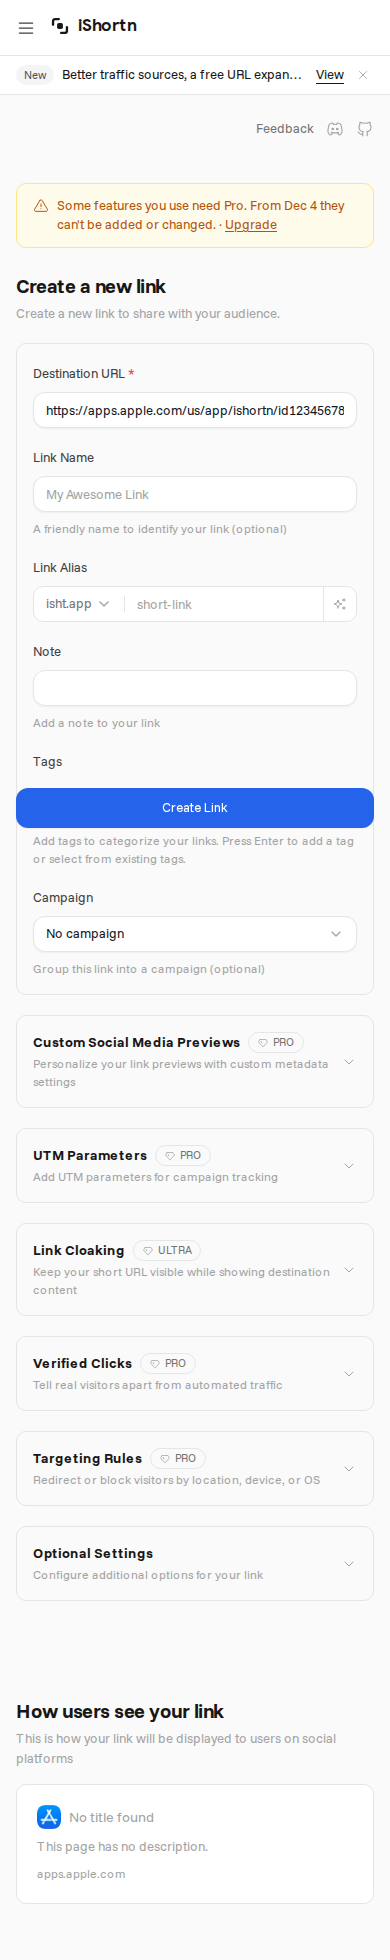 iShortn
New Better traffic sources, a free URL expan... View
Feedback
Some features you use need Pro. From Dec 4 they
can't be added or changed. · Upgrade
Create a new link
Create a new link to share with your audience.
Destination URL *
https://apps.apple.com/us/app/ishortn/id12345678
Link Name
My Awesome Link
A friendly name to identify your link (optional)
Link Alias
isht.app short-link
Note
Add a note to your link
Tags
Create Link
Add tags to categorize your links. Press Enter to add a tag
or select from existing tags.
Campaign
No campaign
Group this link into a campaign (optional)
Custom Social Media Previews PRO
Personalize your link previews with custom metadata
settings
UTM Parameters PRO
Add UTM parameters for campaign tracking
Link Cloaking ULTRA
Keep your short URL visible while showing destination
content
Verified Clicks PRO
Tell real visitors apart from automated traffic
Targeting Rules PRO
Redirect or block visitors by location, device, or OS
Optional Settings
Configure additional options for your link
How users see your link
This is how your link will be displayed to users on social
platforms
No title found
This page has no description.
apps.apple.com